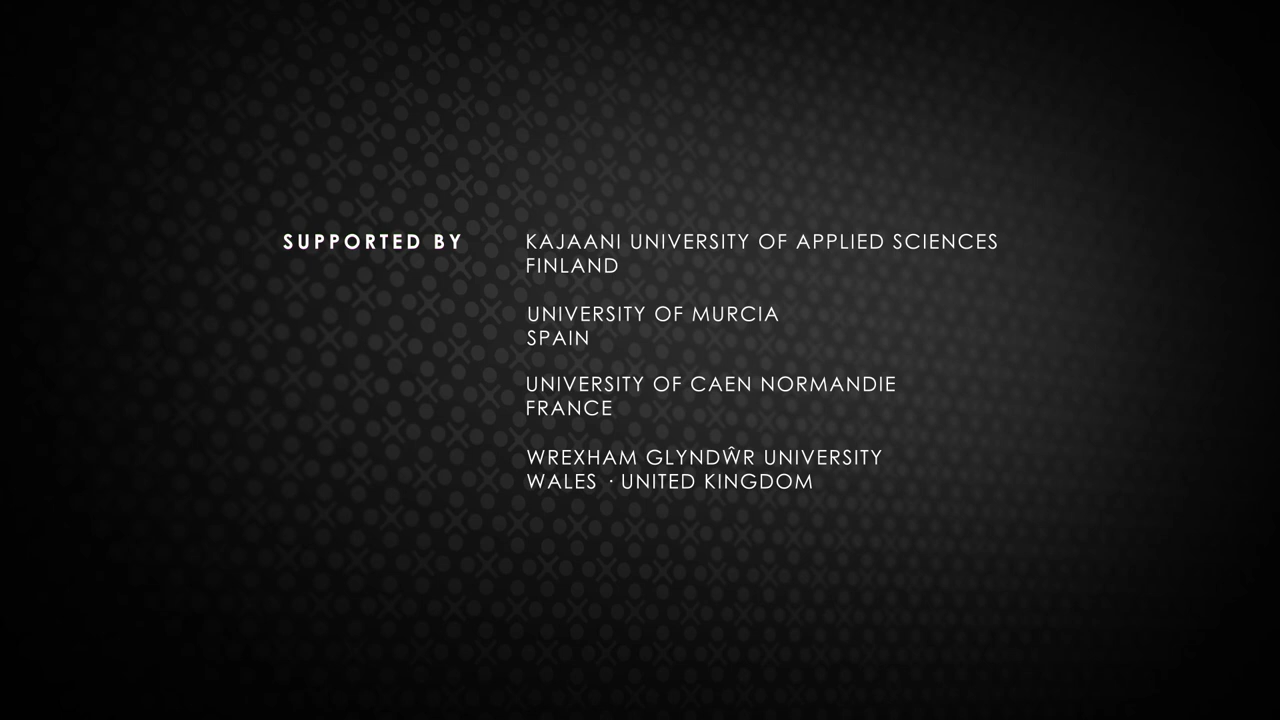 SUPPORTED BY
KAJAANI UNIVERSITY OF APPLIED SCIENCES
FINLAND
UNIVERSITY OF MURCIA
SPAIN
UNIVERSITY OF CAEN NORMANDIE
FRANCE
WREXHAM GLYNDŴR UNIVERSITY
WALES · UNITED KINGDOM